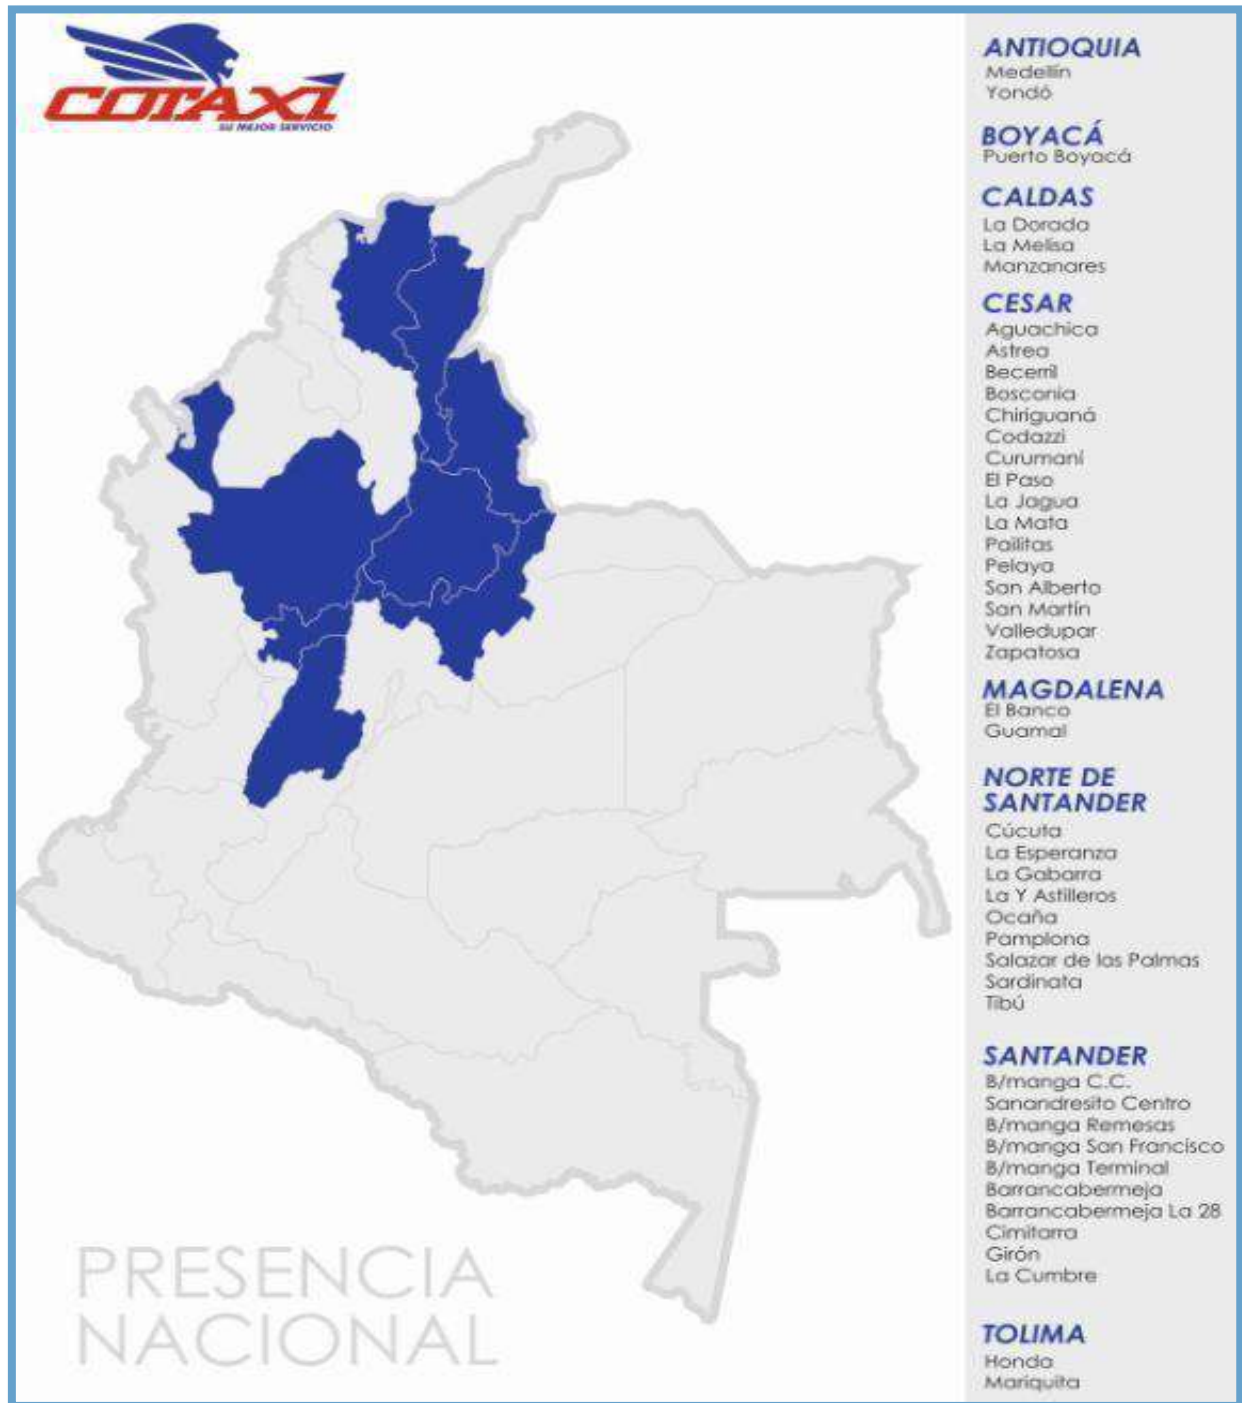 COTAXI
SU MEJOR SERVICIO
PRESENCIA
NACIONAL
ANTIOQUIA
Medellín
Yondó
BOYACÁ
Puerto Boyacá
CALDAS
La Dorada
La Melisa
Manzanares
CESAR
Aguachica
Astrea
Becerril
Bosconia
Chiriguaná
Codazzi
Curumaní
El Paso
La Jagua
La Mata
Pailitas
Pelaya
San Alberto
San Martín
Valledupar
Zapatosa
MAGDALENA
El Banco
Guamal
NORTE DE
SANTANDER
Cúcuta
La Esperanza
La Gabarra
La Y Astilleros
Ocaña
Pamplona
Salazar de las Palmas
Sardinata
Tibú
SANTANDER
B/manga C.C.
Sanandresito Centro
B/manga Remesas
B/manga San Francisco
B/manga Terminal
Barrancabermeja
Barrancabermeja La 28
Cimitarra
Girón
La Cumbre
TOLIMA
Honda
Mariquita